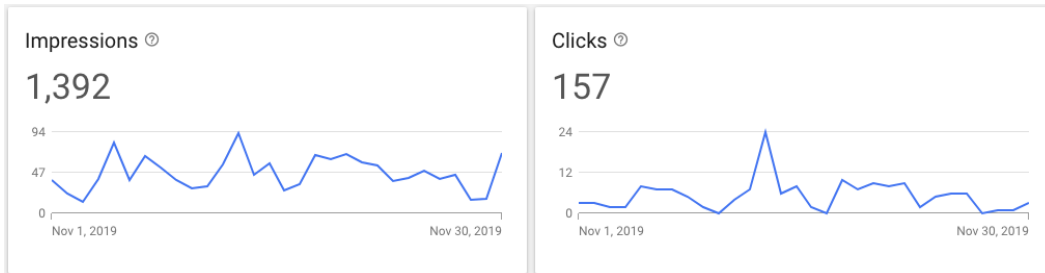 Impressions
1,392
94
47
0
Nov 1, 2019
Nov 30, 2019
Clicks
157
24
12
0
Nov 1, 2019
Nov 30, 2019